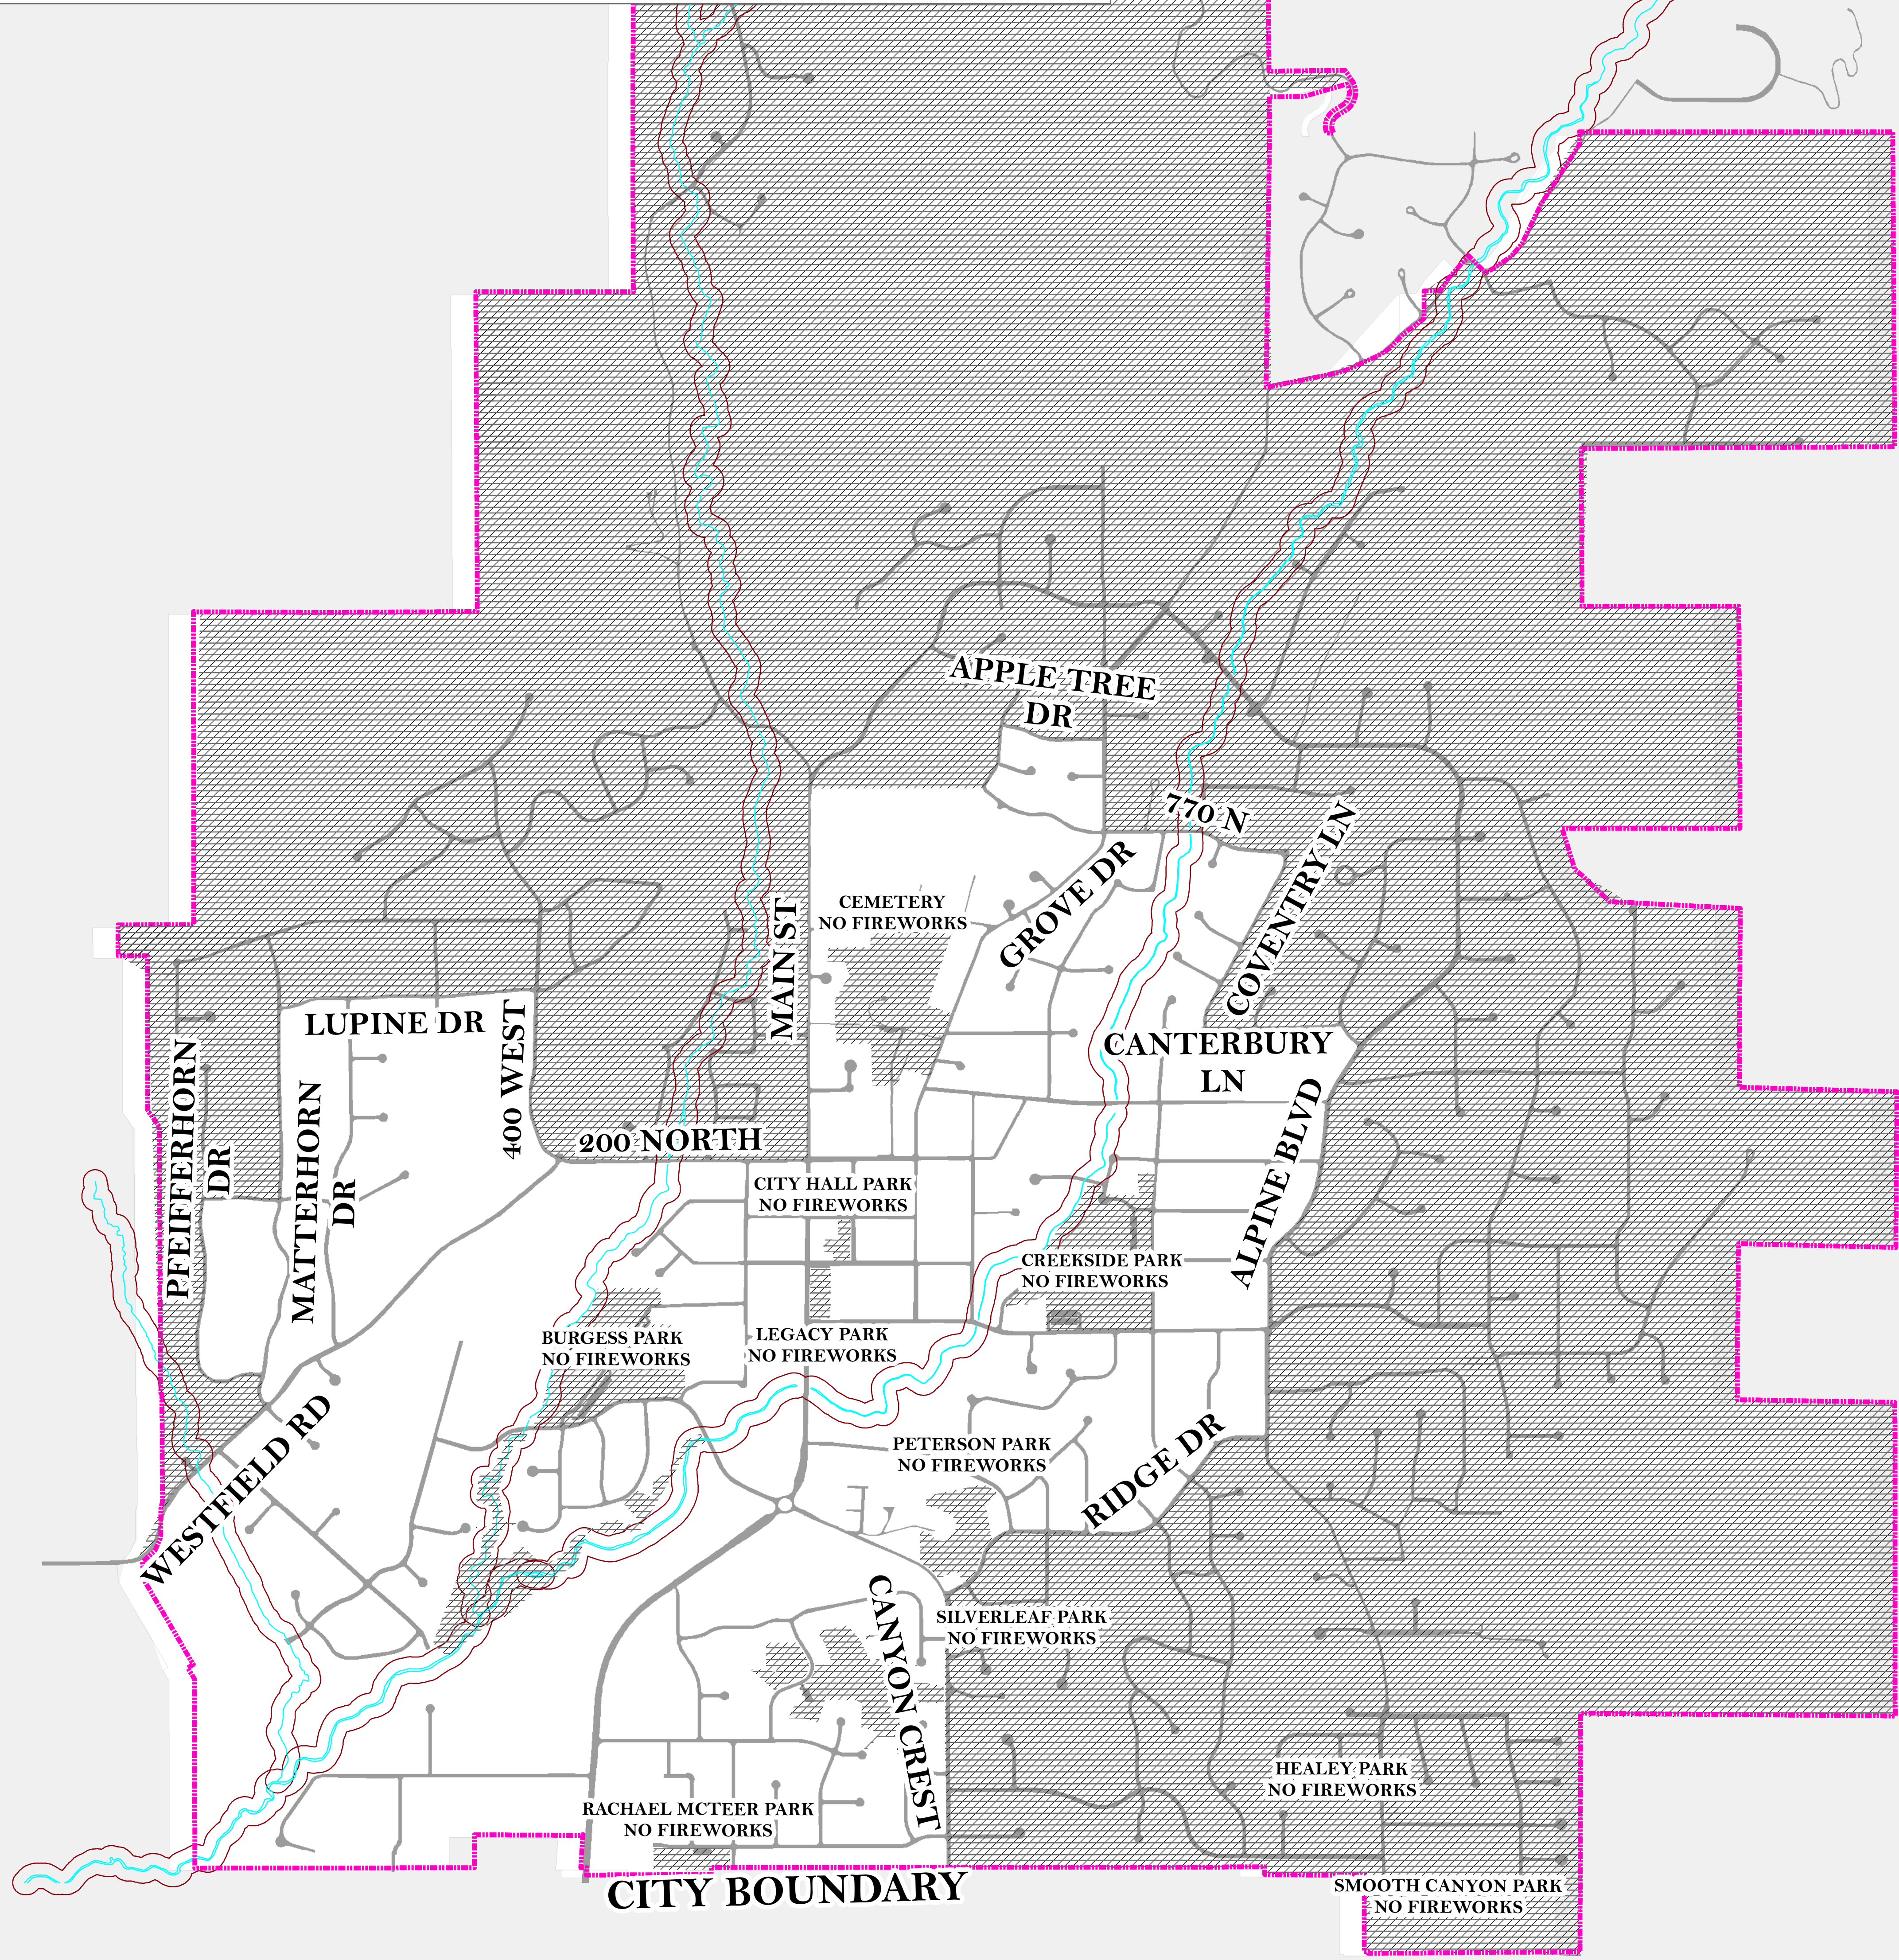 APPLE TREE
DR
770 N
COVENTRY LN
GROVE DR
CEMETERY
NO FIREWORKS
MAIN ST
LUPINE DR
400 WEST
CANTERBURY
LN
PFEIFFERHORN
DR
MATTERHORN
DR
200 NORTH
ALPINE BLVD
CITY HALL PARK
NO FIREWORKS
CREEKSIDE PARK
NO FIREWORKS
BURGESS PARK
NO FIREWORKS
LEGACY PARK
NO FIREWORKS
WESTFIELD RD
PETERSON PARK
NO FIREWORKS
RIDGE DR
CANYON CREST
SILVERLEAF PARK
NO FIREWORKS
HEALEY PARK
NO FIREWORKS
RACHAEL MCTEER PARK
NO FIREWORKS
CITY BOUNDARY
SMOOTH CANYON PARK
NO FIREWORKS